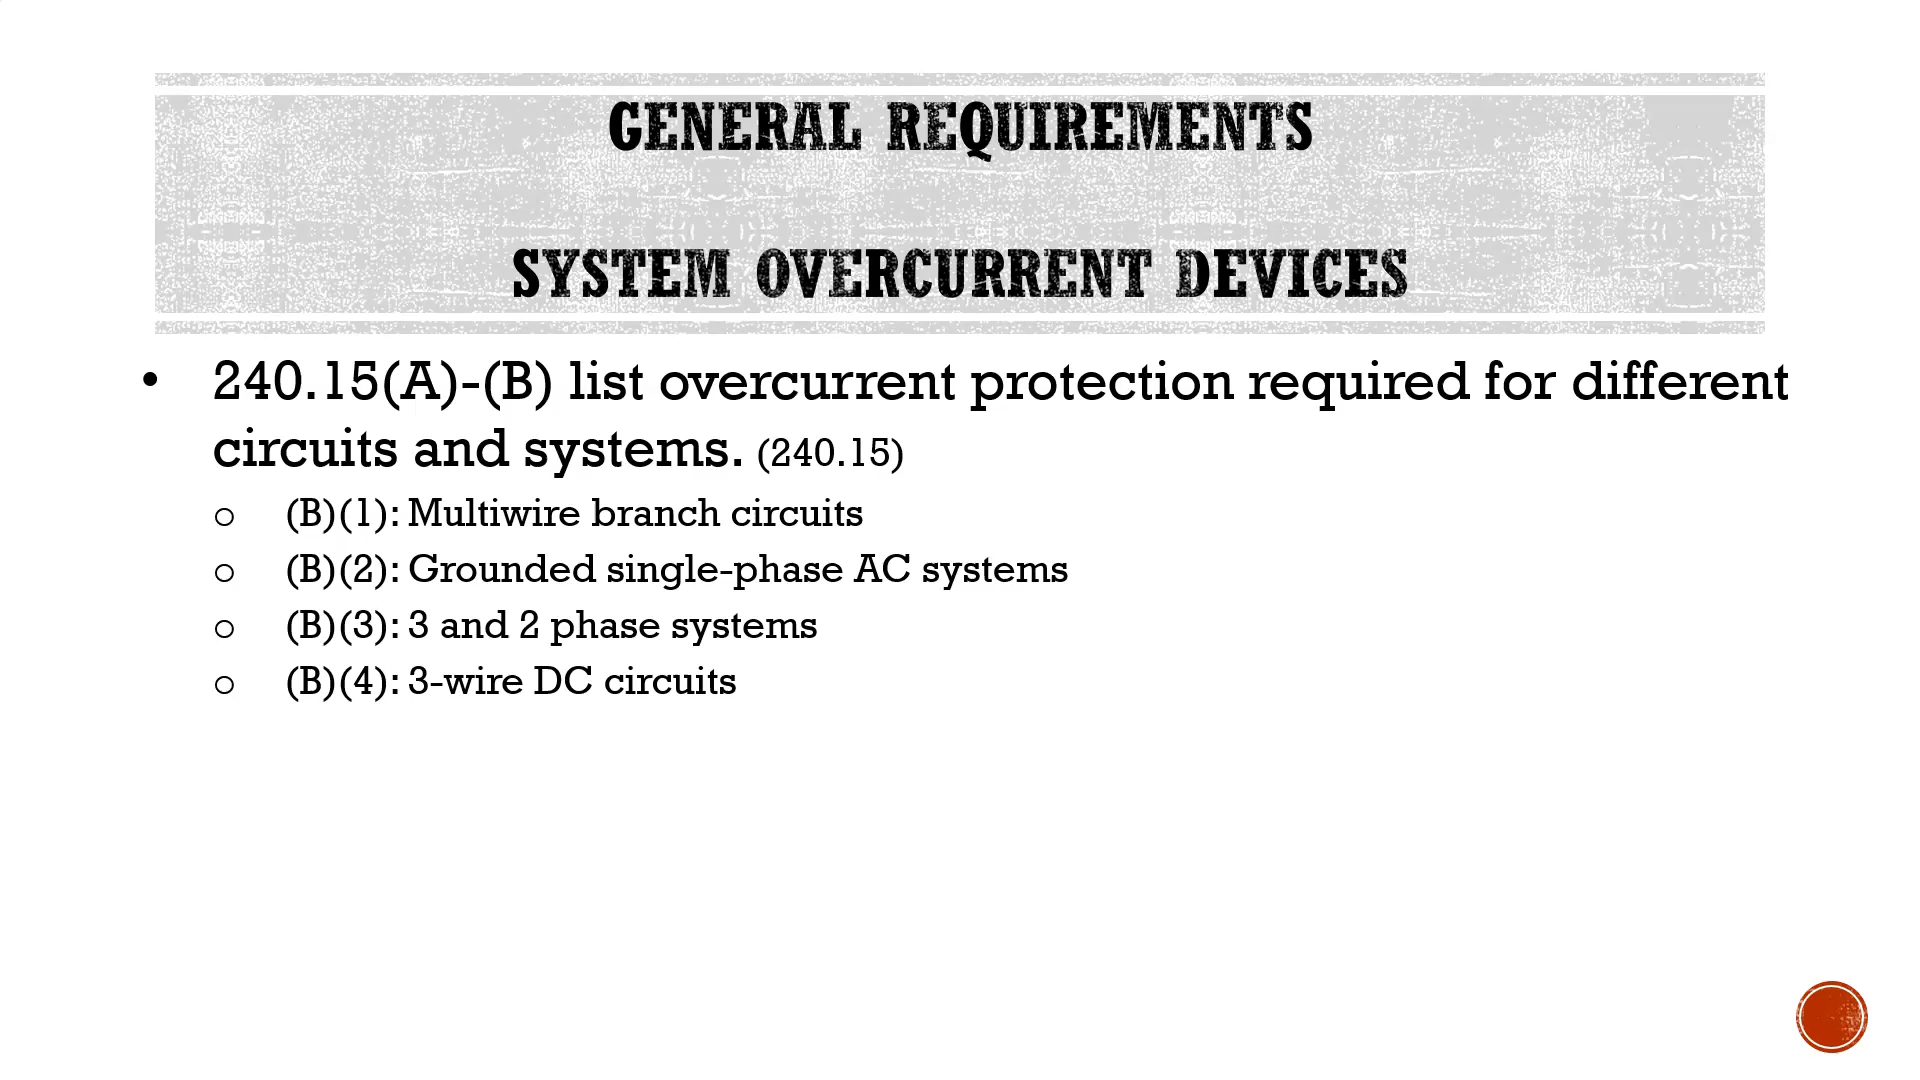 GENERAL REQUIREMENTS
SYSTEM OVERCURRENT DEVICES
• 240.15(A)-(B) list overcurrent protection required for different
circuits and systems. (240.15)
o (B)(1): Multiwire branch circuits
o (B)(2): Grounded single-phase AC systems
o (B)(3): 3 and 2 phase systems
o (B)(4): 3-wire DC circuits